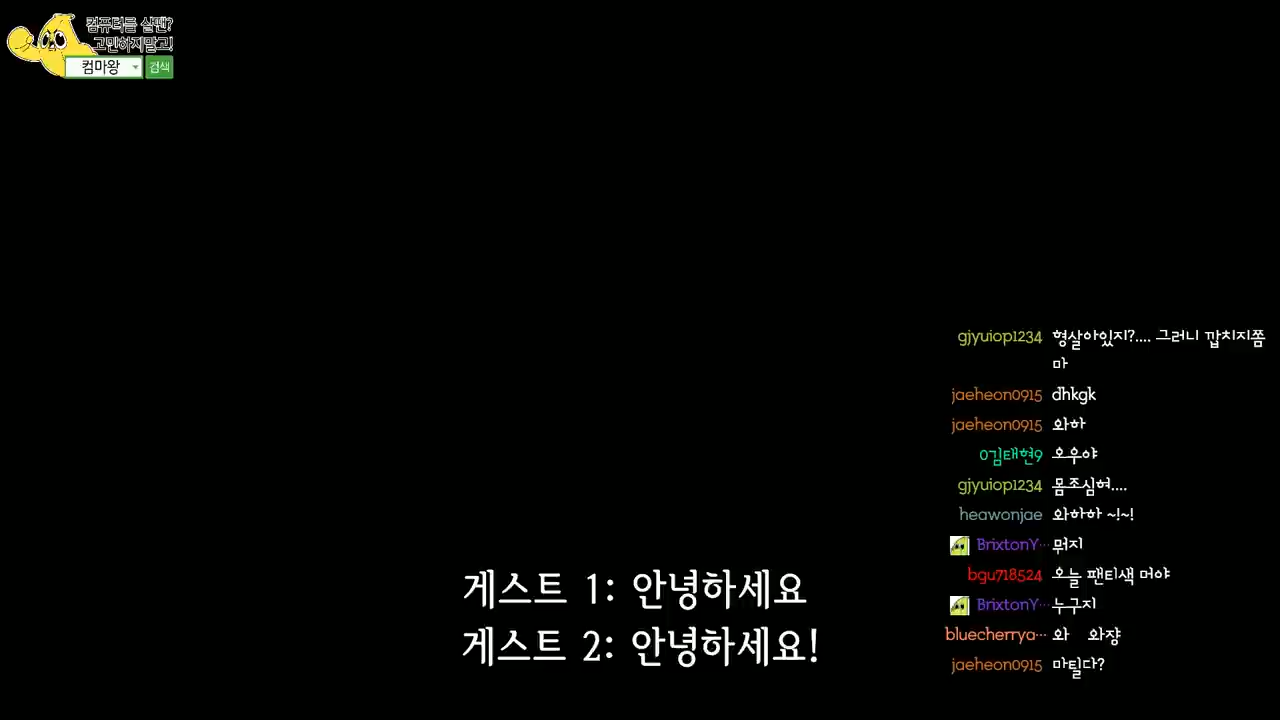 컴퓨터를 살땐?
고민하지말고!
컴마왕 검색
gjyuiop1234 형살아있지?.... 그러니 깝치지쫌
마
jaeheon0915 dhkgk
jaeheon0915 와하
0김태현9 오우야
gjyuiop1234 몸조심혀....
heawonjae 와하하 ~!~!
BrixtonY… 뭐지
bgu718524 오늘 팬티색 머야
BrixtonY… 누구지
bluecherrya… 와 와쟝
jaeheon0915 마틸다?
게스트 1: 안녕하세요
게스트 2: 안녕하세요!